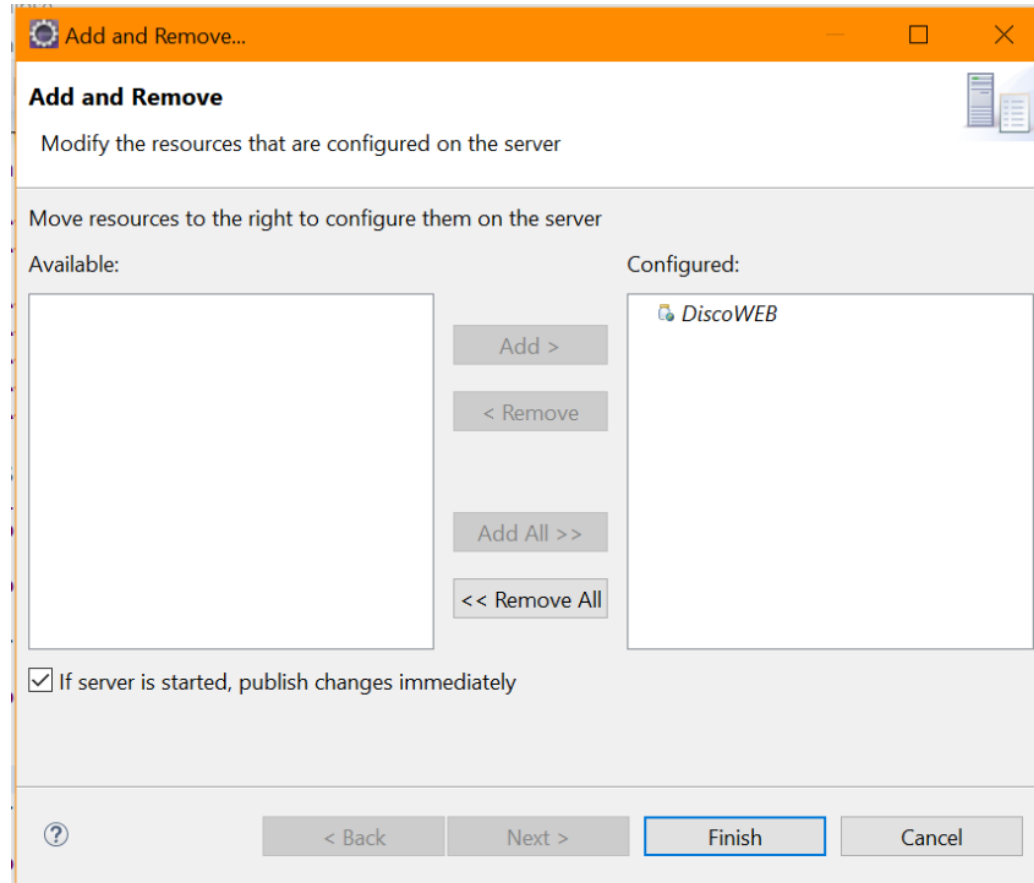 Add and Remove...
Add and Remove
Modify the resources that are configured on the server
Move resources to the right to configure them on the server
Available:
Configured:
DiscoWEB
Add >
< Remove
Add All >>
<< Remove All
If server is started, publish changes immediately
?
< Back
Next >
Finish
Cancel